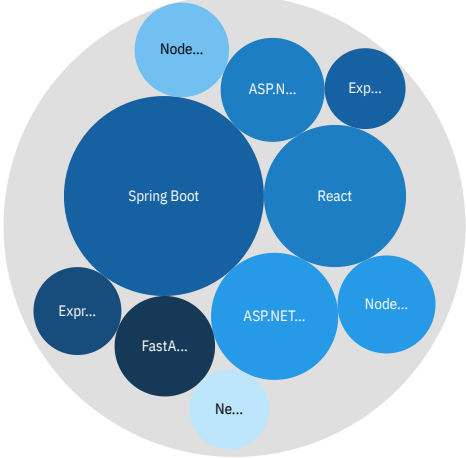 Node...
ASP.N...
Exp...
Spring Boot
React
Expr...
FastA...
ASP.NET...
Node...
Ne...